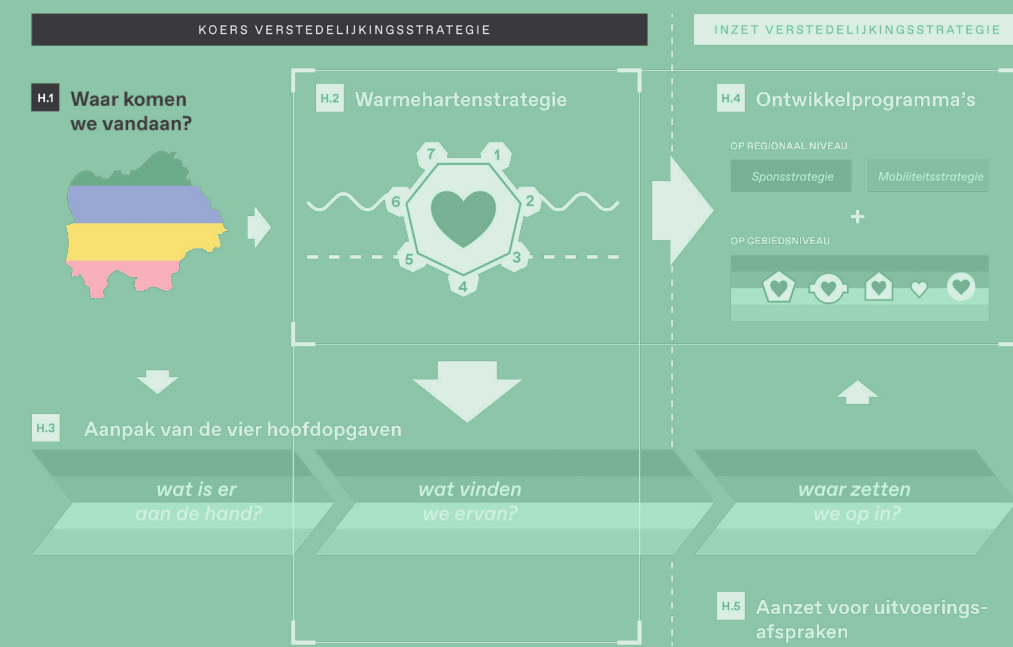 KOERS VERSTEDELIJKINGSSTRATEGIE
INZET VERSTEDELIJKINGSSTRATEGIE
H.1 Waar komen
we vandaan?
H.2 Warmehartenstrategie
7 1
6 2
5 3
4
H.4 Ontwikkelprogramma's
OP REGIONAAL NIVEAU
Sponsstrategie Mobiliteitsstrategie
+
OP GEBIEDSNIVEAU
H.3 Aanpak van de vier hoofdopgaven
wat is er
aan de hand?
wat vinden
we ervan?
waar zetten
we op in?
H.5 Aanzet voor uitvoerings-
afspraken